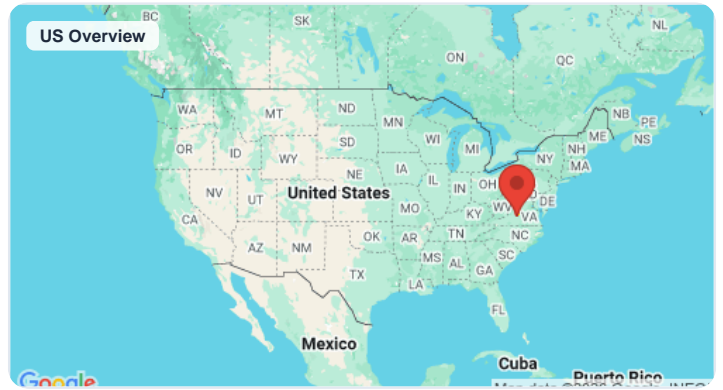 US Overview
BC
SK
ON
QC
NL
WA
MT
ND
MN
NB
PE
OR
ID
WY
SD
WI
MI
ME
NS
NH
NY
MA
NE
IA
IL
IN
OH
NV
UT
United States
MO
KY
WV
VA
DE
CA
AZ
NM
OK
AR
TN
NC
TX
MS
AL
GA
SC
LA
FL
Mexico
Cuba
Puerto Rico
Google
Map data